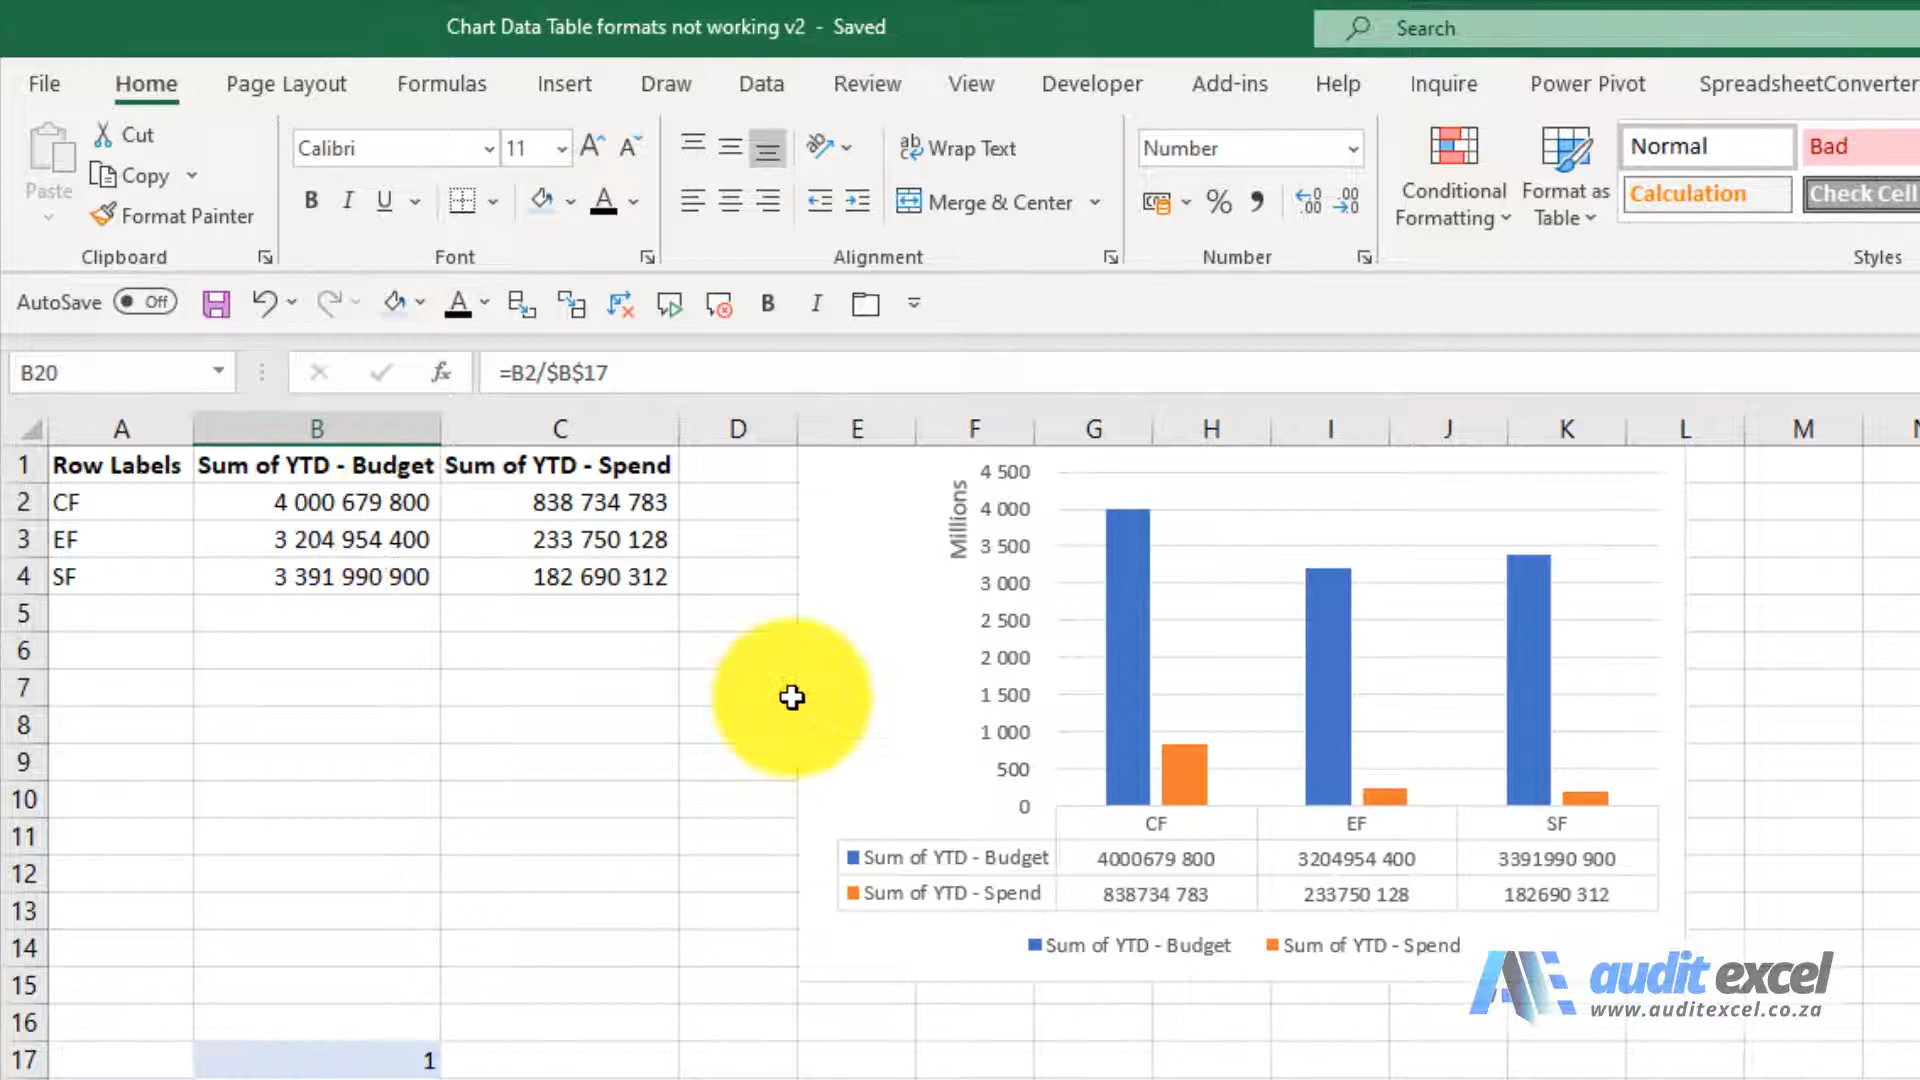 Chart Data Table formats not working v2 - Saved
Search
File Home Page Layout Formulas Insert Draw Data Review View Developer Add-ins Help Inquire Power Pivot SpreadsheetConverter
Paste
Cut
Copy
Format Painter
Clipboard
Calibri 11
B I U
Font
Wrap Text
Merge & Center
Alignment
Number
Number
Conditional Formatting
Format as Table
Normal Bad
Calculation Check Cell
Styles
AutoSave Off
B I
B20 fx =B2/$B$17
A B C D E F G H I J K L M
1 Row Labels Sum of YTD - Budget Sum of YTD - Spend
2 CF 4 000 679 800 838 734 783
3 EF 3 204 954 400 233 750 128
4 SF 3 391 990 900 182 690 312
5
6
7
8
9
10
11
12
13
14
15
16
17 1
Millions
4 500
4 000
3 500
3 000
2 500
2 000
1 500
1 000
500
0
CF EF SF
Sum of YTD - Budget 4000679 800 3204954 400 3391990 900
Sum of YTD - Spend 838734 783 233750 128 182690 312
Sum of YTD - Budget Sum of YTD - Spend
audit excel
www.auditexcel.co.za